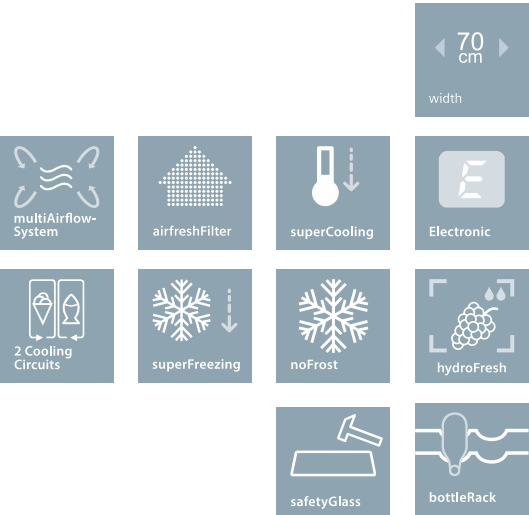 70
cm
width
multiAirflow-
System
airfreshFilter
superCooling
E
Electronic
2 Cooling
Circuits
superFreezing
noFrost
hydroFresh
safetyGlass
bottleRack